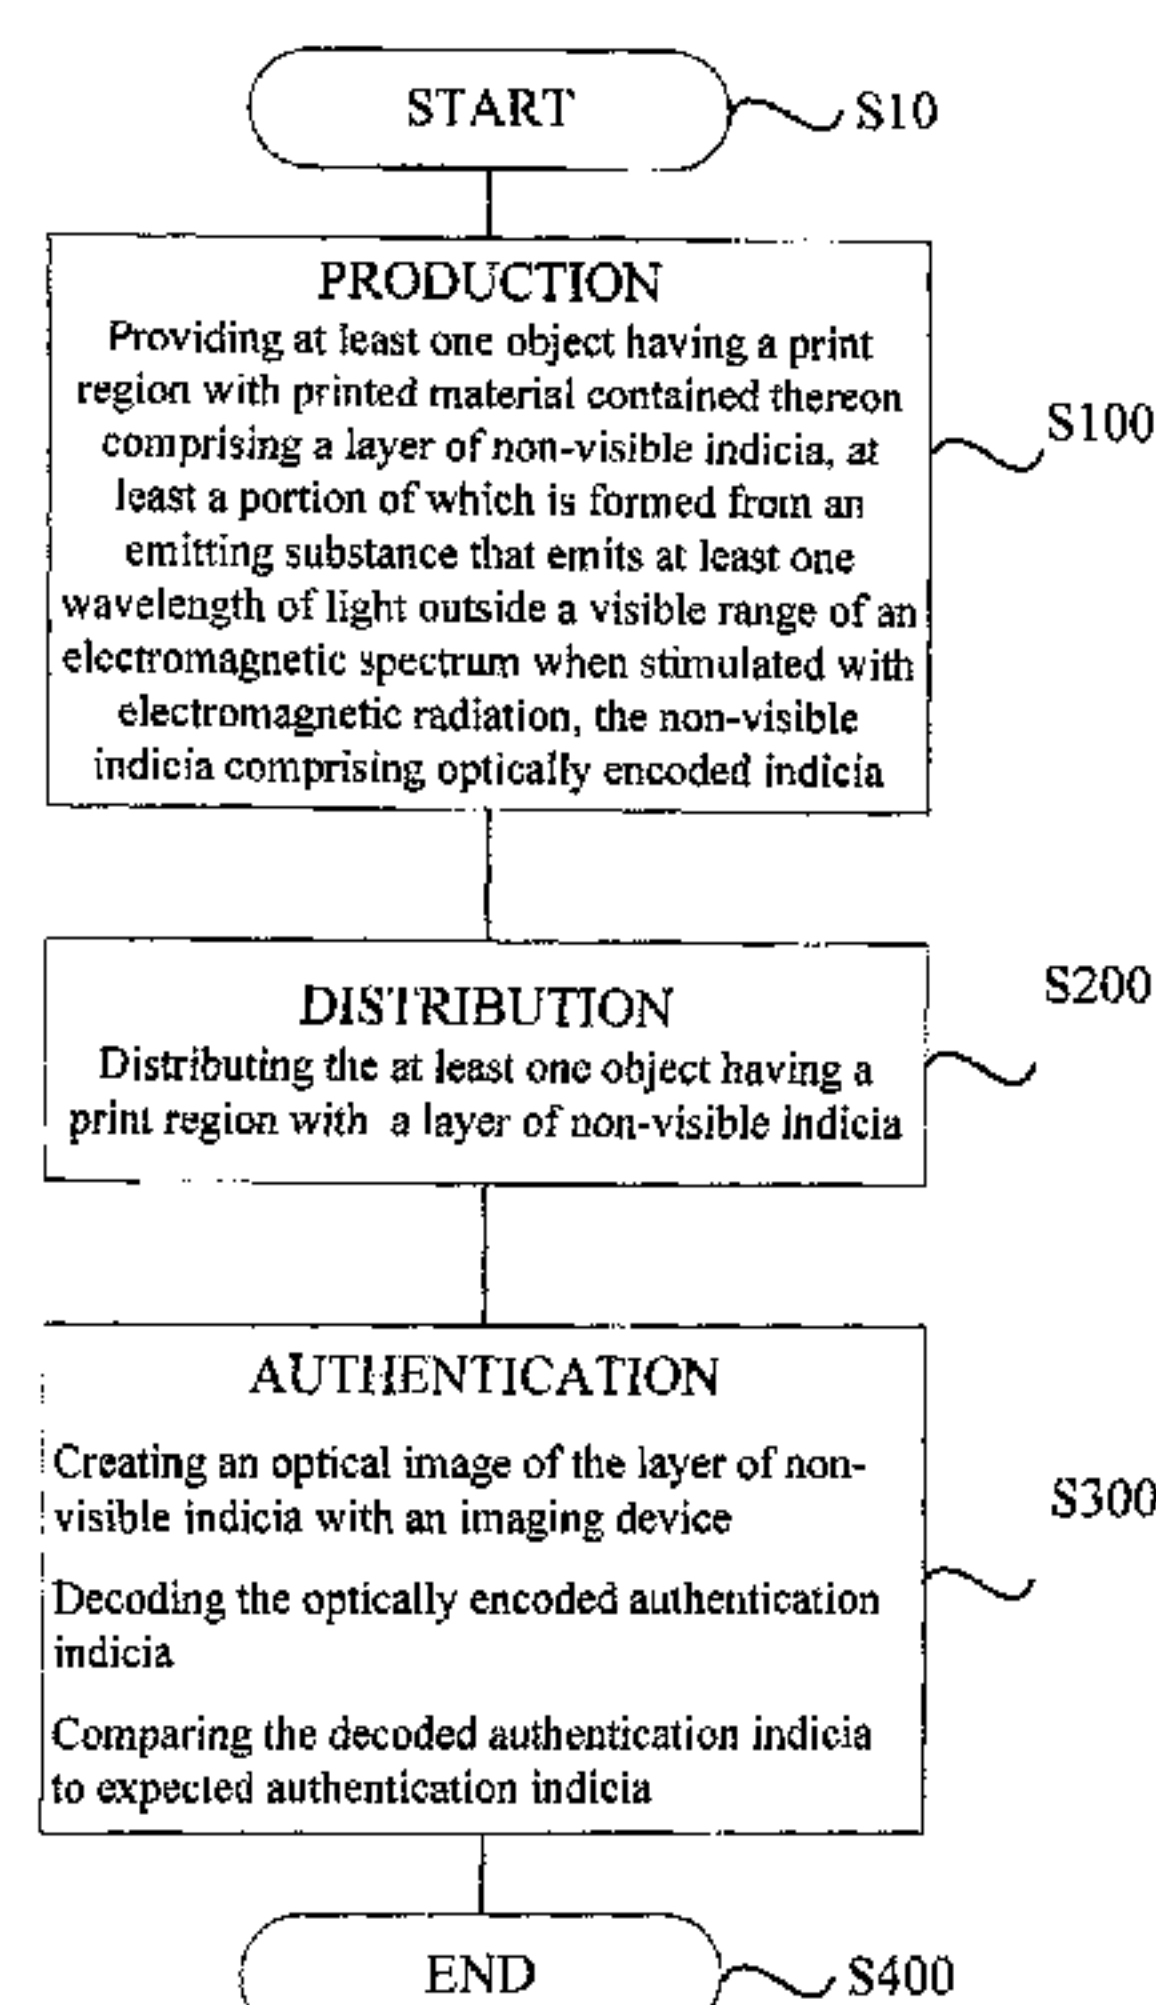 START
S10
PRODUCTION
Providing at least one object having a print
region with printed material contained thereon
comprising a layer of non-visible indicia, at
least a portion of which is formed from an
emitting substance that emits at least one
wavelength of light outside a visible range of an
electromagnetic spectrum when stimulated with
electromagnetic radiation, the non-visible
indicia comprising optically encoded indicia
S100
DISTRIBUTION
Distributing the at least one object having a
print region with a layer of non-visible indicia
S200
AUTHENTICATION
Creating an optical image of the layer of non-
visible indicia with an imaging device
Decoding the optically encoded authentication
indicia
Comparing the decoded authentication indicia
to expected authentication indicia
S300
END
S400